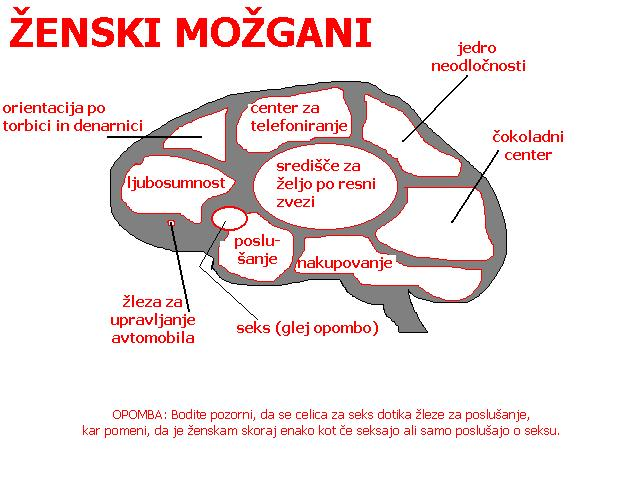 ŽENSKI MOŽGANI
jedro
neodločnosti
orientacija po
torbici in denarnici
center za
telefoniranje
čokoladni
center
središče za
željo po resni
zvezi
ljubosumnost
poslu-
šanje
nakupovanje
žleza za
upravljanje
avtomobila
seks (glej opombo)
OPOMBA: Bodite pozorni, da se celica za seks dotika žleze za poslušanje,
kar pomeni, da je ženskam skoraj enako kot če seksajo ali samo poslušajo o seksu.